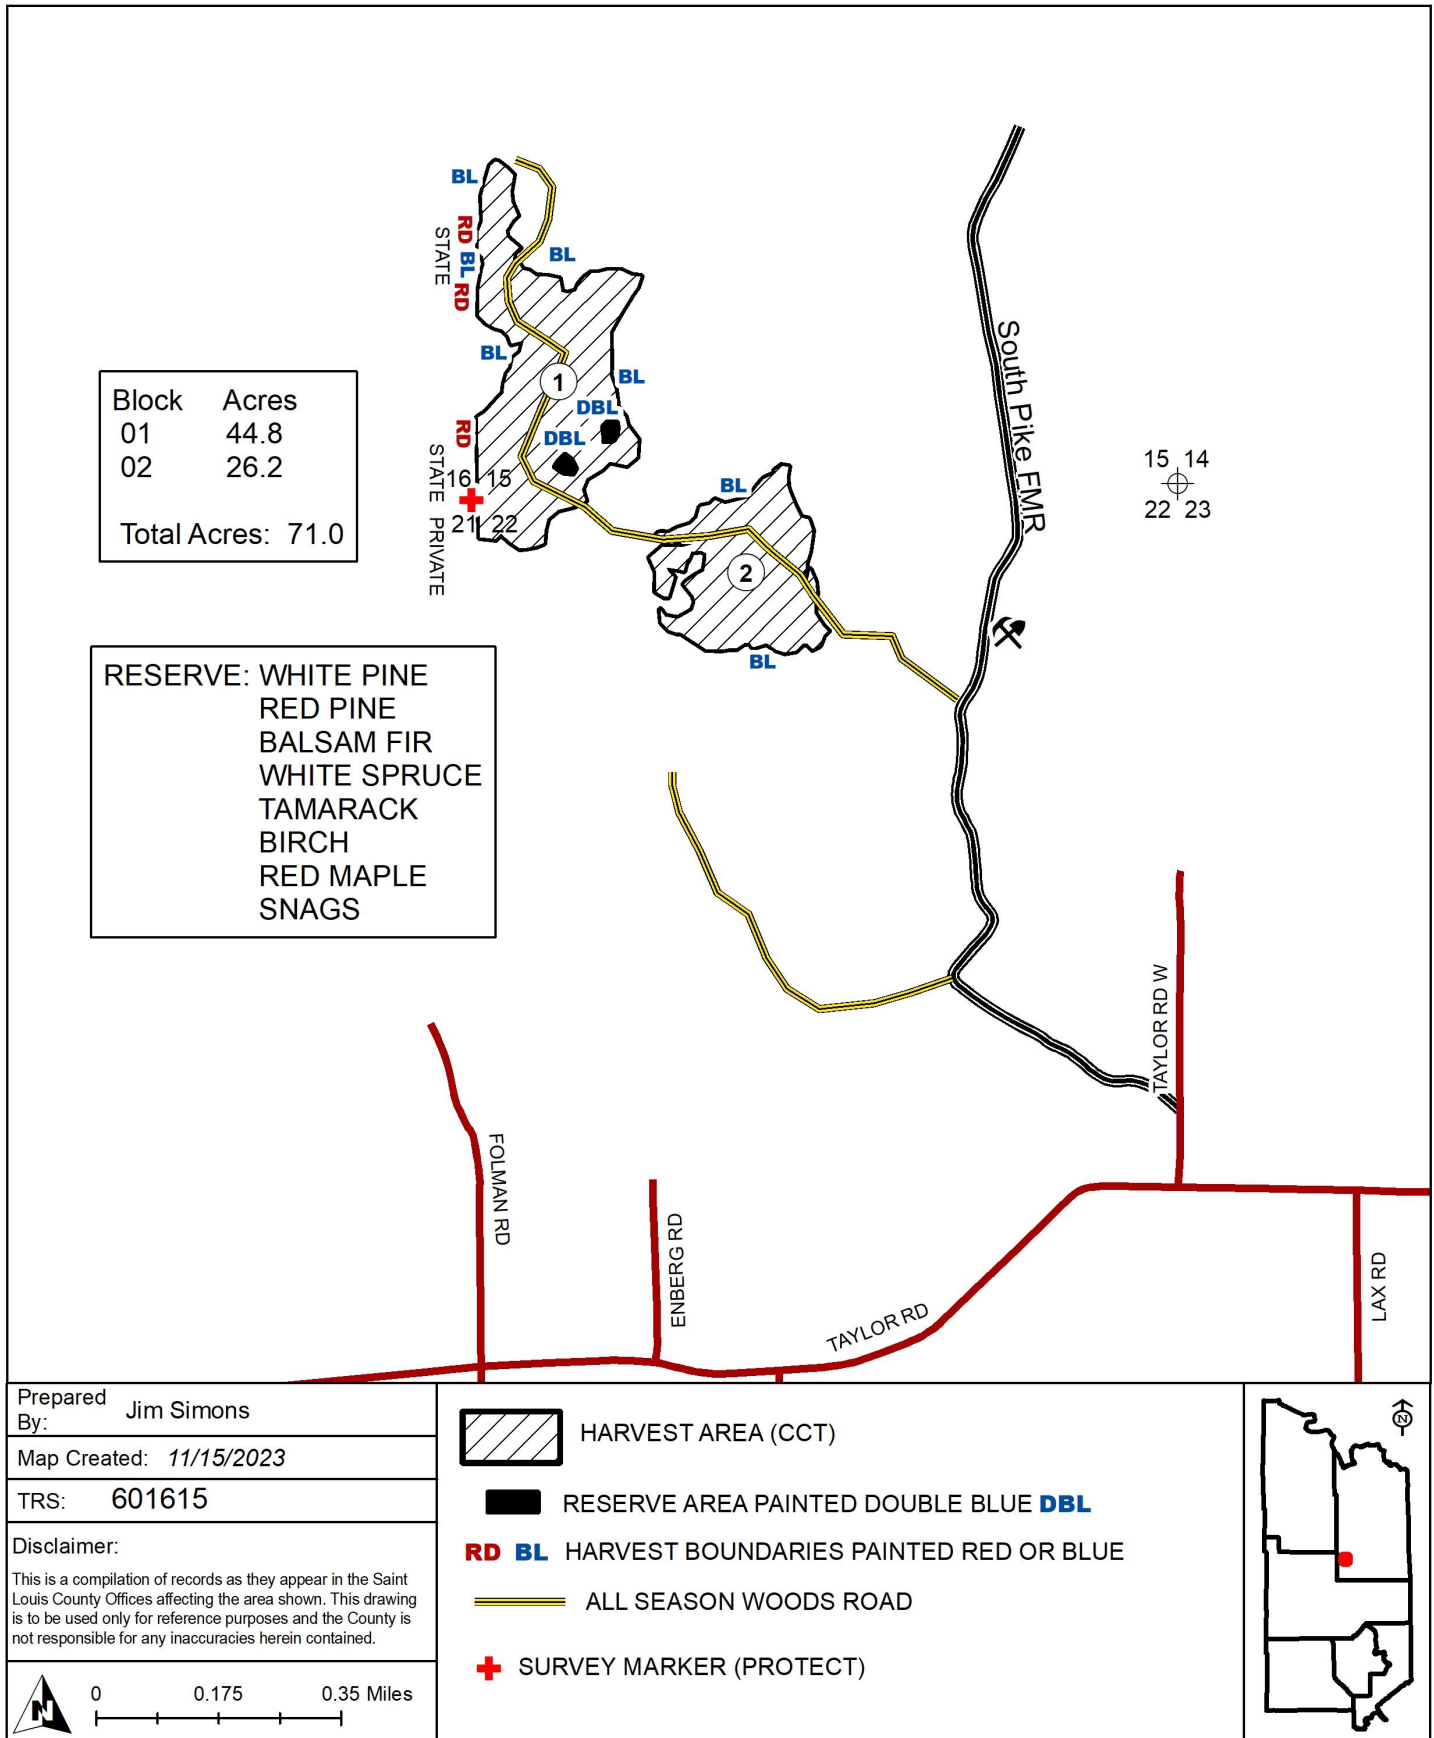 BL
RD
STATE
BL
BL
RD
BL
BL
1
DBL
DBL
RD
STATE
16 15
21 22
PRIVATE
BL
2
BL
South Pike FMR
15 14
22 23
Block Acres
01 44.8
02 26.2
Total Acres: 71.0
RESERVE: WHITE PINE
RED PINE
BALSAM FIR
WHITE SPRUCE
TAMARACK
BIRCH
RED MAPLE
SNAGS
TAYLOR RD W
FOLMAN RD
ENBERG RD
TAYLOR RD
LAX RD
Prepared
By: Jim Simons
Map Created: 11/15/2023
TRS: 601615
Disclaimer:
This is a compilation of records as they appear in the Saint
Louis County Offices affecting the area shown. This drawing
is to be used only for reference purposes and the County is
not responsible for any inaccuracies herein contained.
N
0 0.175 0.35 Miles
HARVEST AREA (CCT)
RESERVE AREA PAINTED DOUBLE BLUE DBL
RD BL HARVEST BOUNDARIES PAINTED RED OR BLUE
ALL SEASON WOODS ROAD
SURVEY MARKER (PROTECT)
N